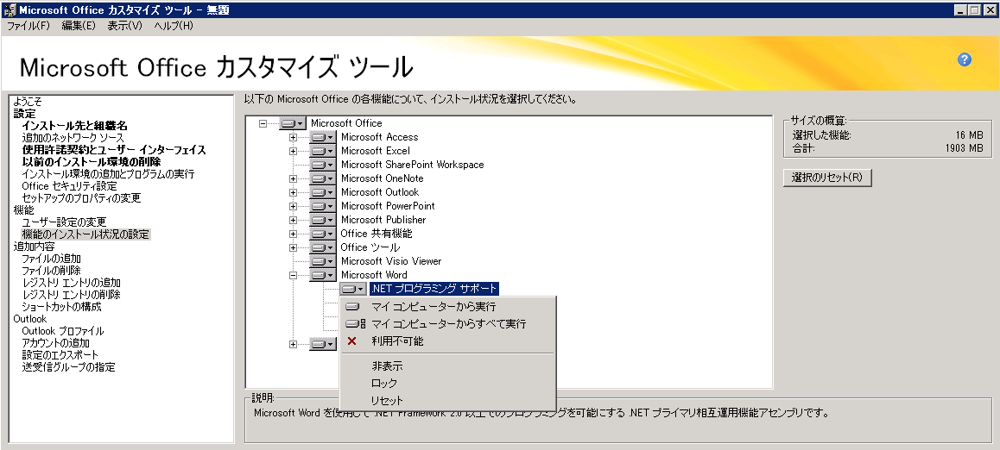 Microsoft Office カスタマイズ ツール - 無題
ファイル(F) 編集(E) 表示(V) ヘルプ(H)
Microsoft Office カスタマイズ ツール
ようこそ
設定
インストール先と組織名
追加のネットワーク ソース
使用許諾契約とユーザー インターフェイス
以前のインストール環境の削除
インストール環境の追加とプログラムの実行
Office セキュリティ設定
セットアップのプロパティの変更
機能
ユーザー設定の変更
機能のインストール状況の設定
追加内容
ファイルの追加
ファイルの削除
レジストリ エントリの追加
レジストリ エントリの削除
ショートカットの構成
Outlook
Outlook プロファイル
アカウントの追加
設定のエクスポート
送受信グループの指定
以下の Microsoft Office の各機能について、インストール状況を選択してください。
Microsoft Office
Microsoft Access
Microsoft Excel
Microsoft SharePoint Workspace
Microsoft OneNote
Microsoft Outlook
Microsoft PowerPoint
Microsoft Publisher
Office 共有機能
Office ツール
Microsoft Visio Viewer
Microsoft Word
.NET プログラミング サポート
マイ コンピューターから実行
マイ コンピューターからすべて実行
利用不可能
非表示
ロック
リセット
サイズの概算:
選択した機能: 16 MB
合計: 1903 MB
選択のリセット(R)
説明:
Microsoft Word を使用して .NET Framework 2.0 以上でのプログラミングを可能にする .NET プライマリ相互運用機能アセンブリです。